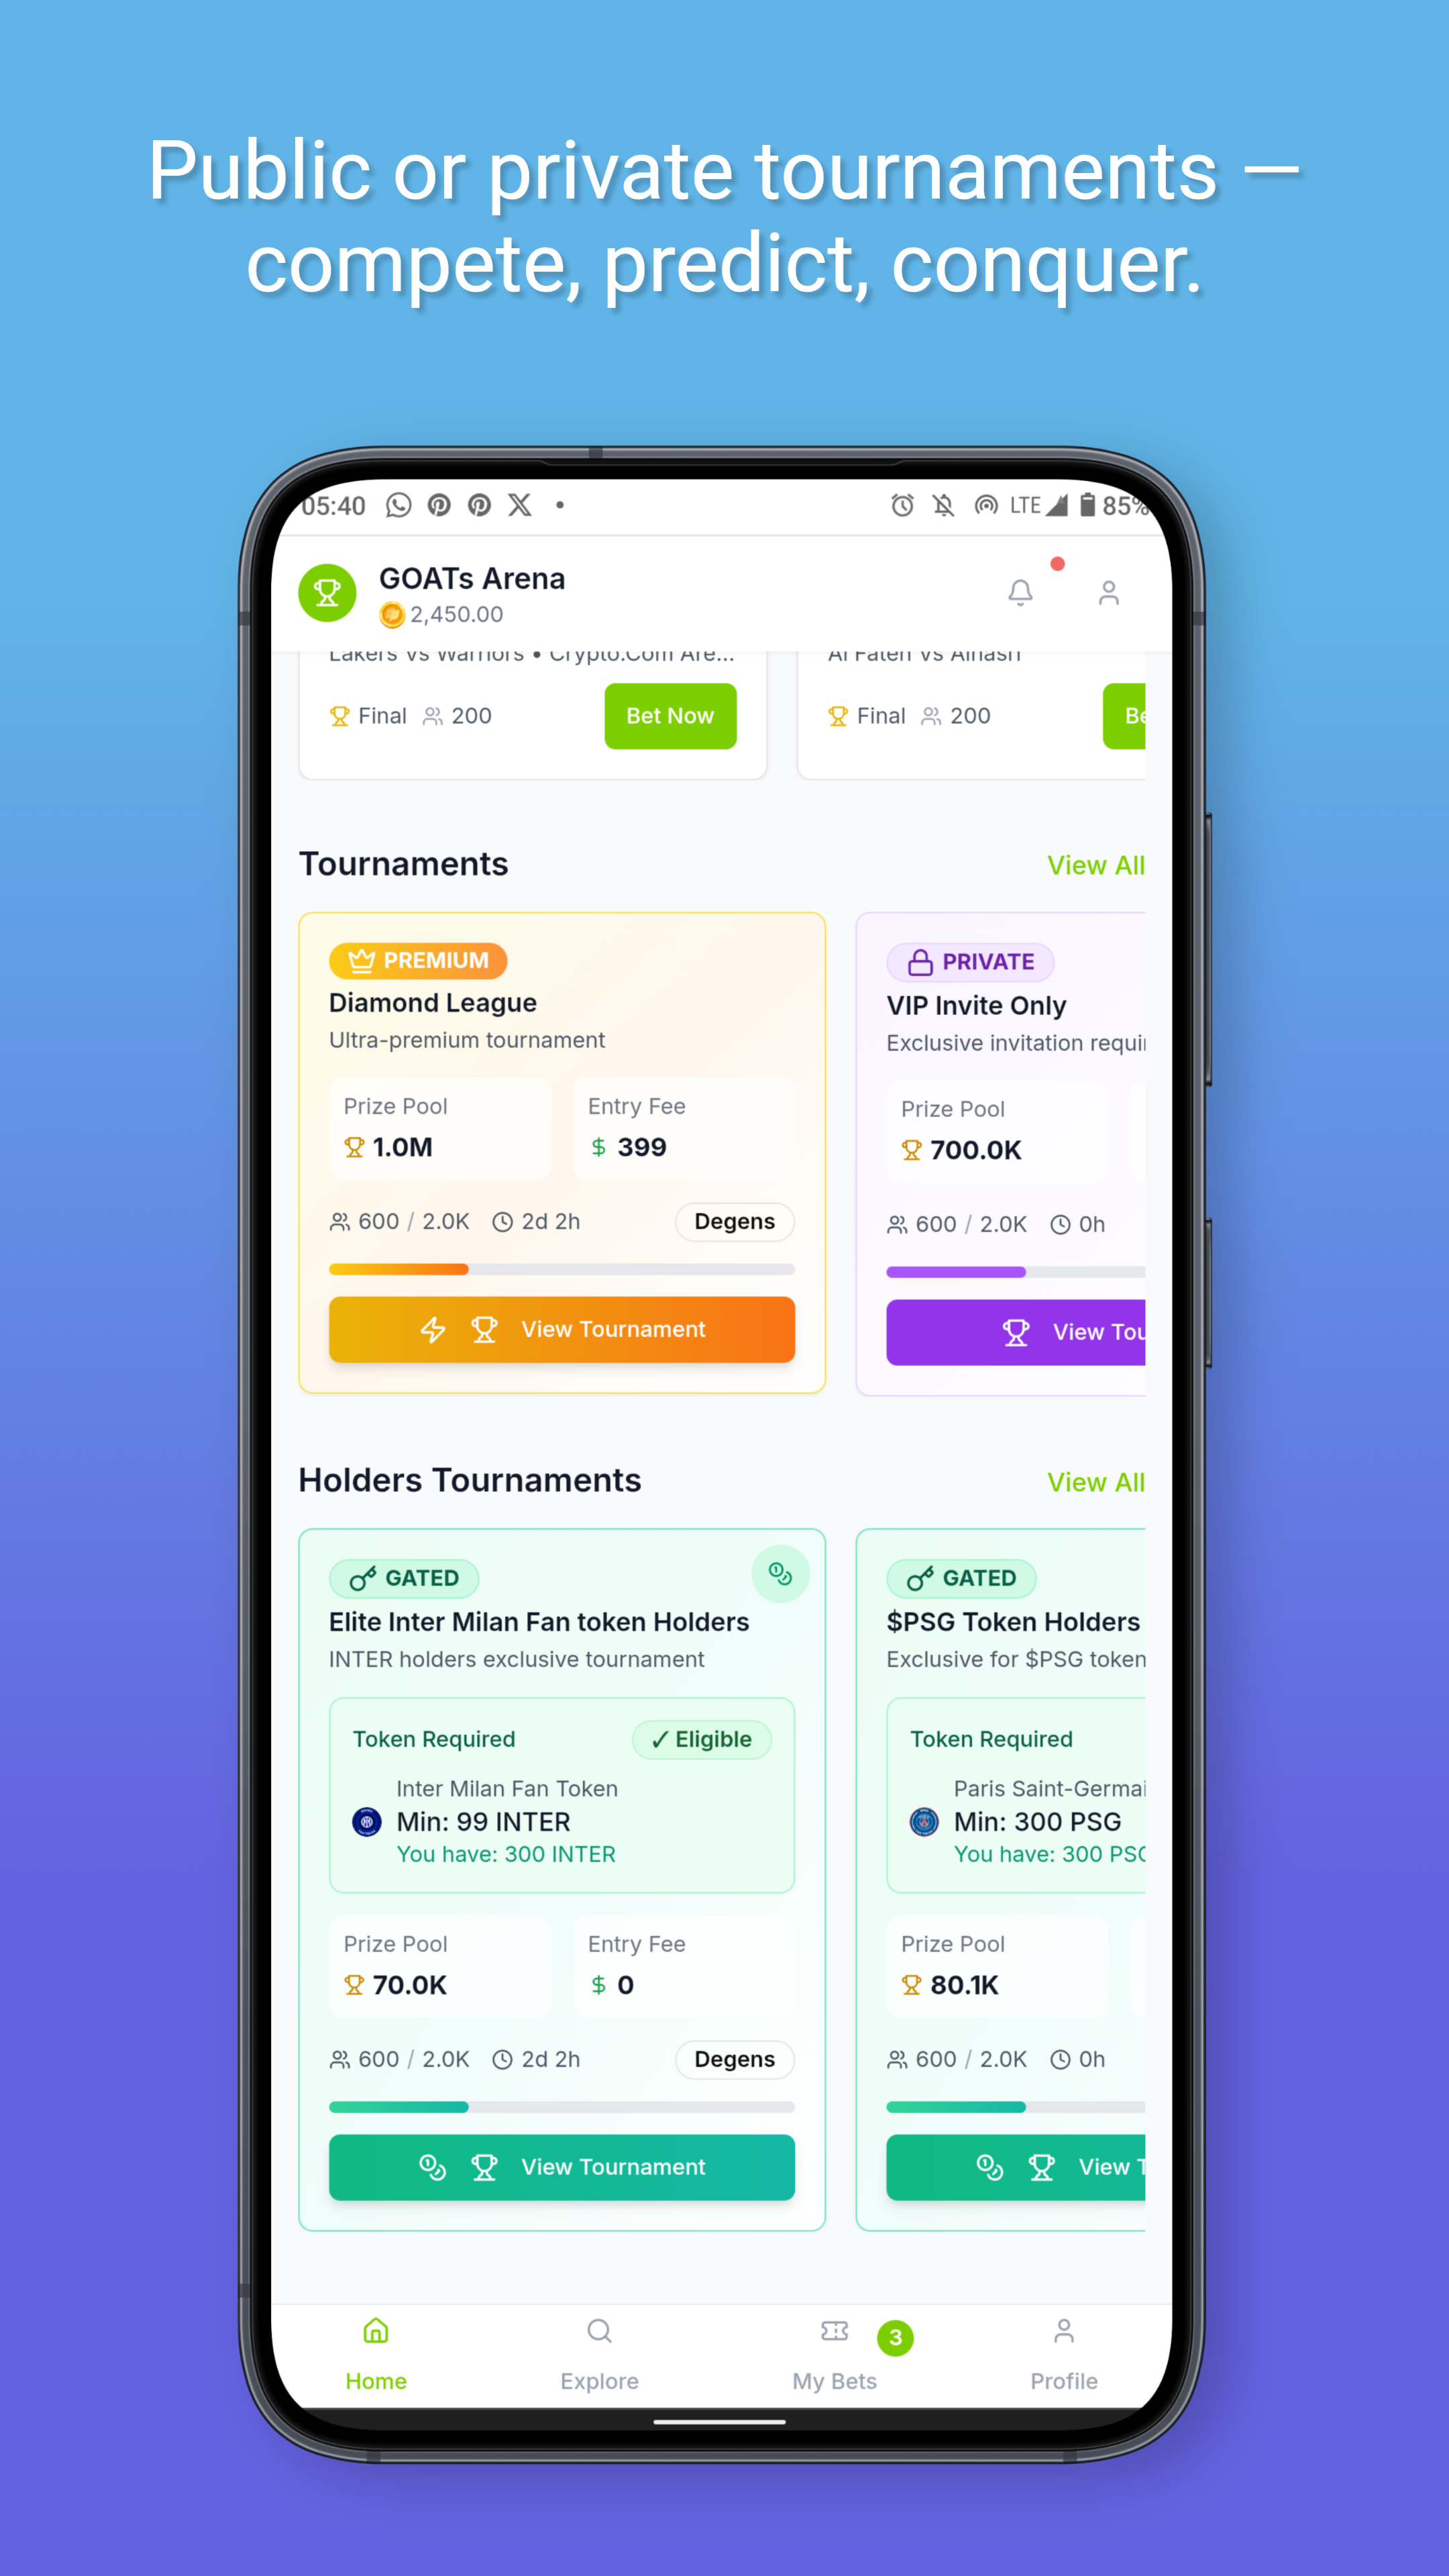 Public or private tournaments —
compete, predict, conquer.
05:40
LTE 85%
GOATs Arena
2,450.00
Lakers Vs Warriors • Crypto.Com Are...
Al Fateh Vs Alnasn
Final 200 Bet Now
Final 200 Be
Tournaments View All
PREMIUM
Diamond League
Ultra-premium tournament
Prize Pool Entry Fee
1.0M $ 399
600 / 2.0K 2d 2h Degens
View Tournament
PRIVATE
VIP Invite Only
Exclusive invitation requir
Prize Pool
700.0K
600 / 2.0K 0h
View Tou
Holders Tournaments View All
GATED
Elite Inter Milan Fan token Holders
INTER holders exclusive tournament
Token Required ✓ Eligible
Inter Milan Fan Token
Min: 99 INTER
You have: 300 INTER
Prize Pool Entry Fee
70.0K $ 0
600 / 2.0K 2d 2h Degens
View Tournament
GATED
$PSG Token Holders
Exclusive for $PSG token
Token Required
Paris Saint-Germai
Min: 300 PSG
You have: 300 PSG
Prize Pool
80.1K
600 / 2.0K 0h
View T
Home
Explore
My Bets 3
Profile